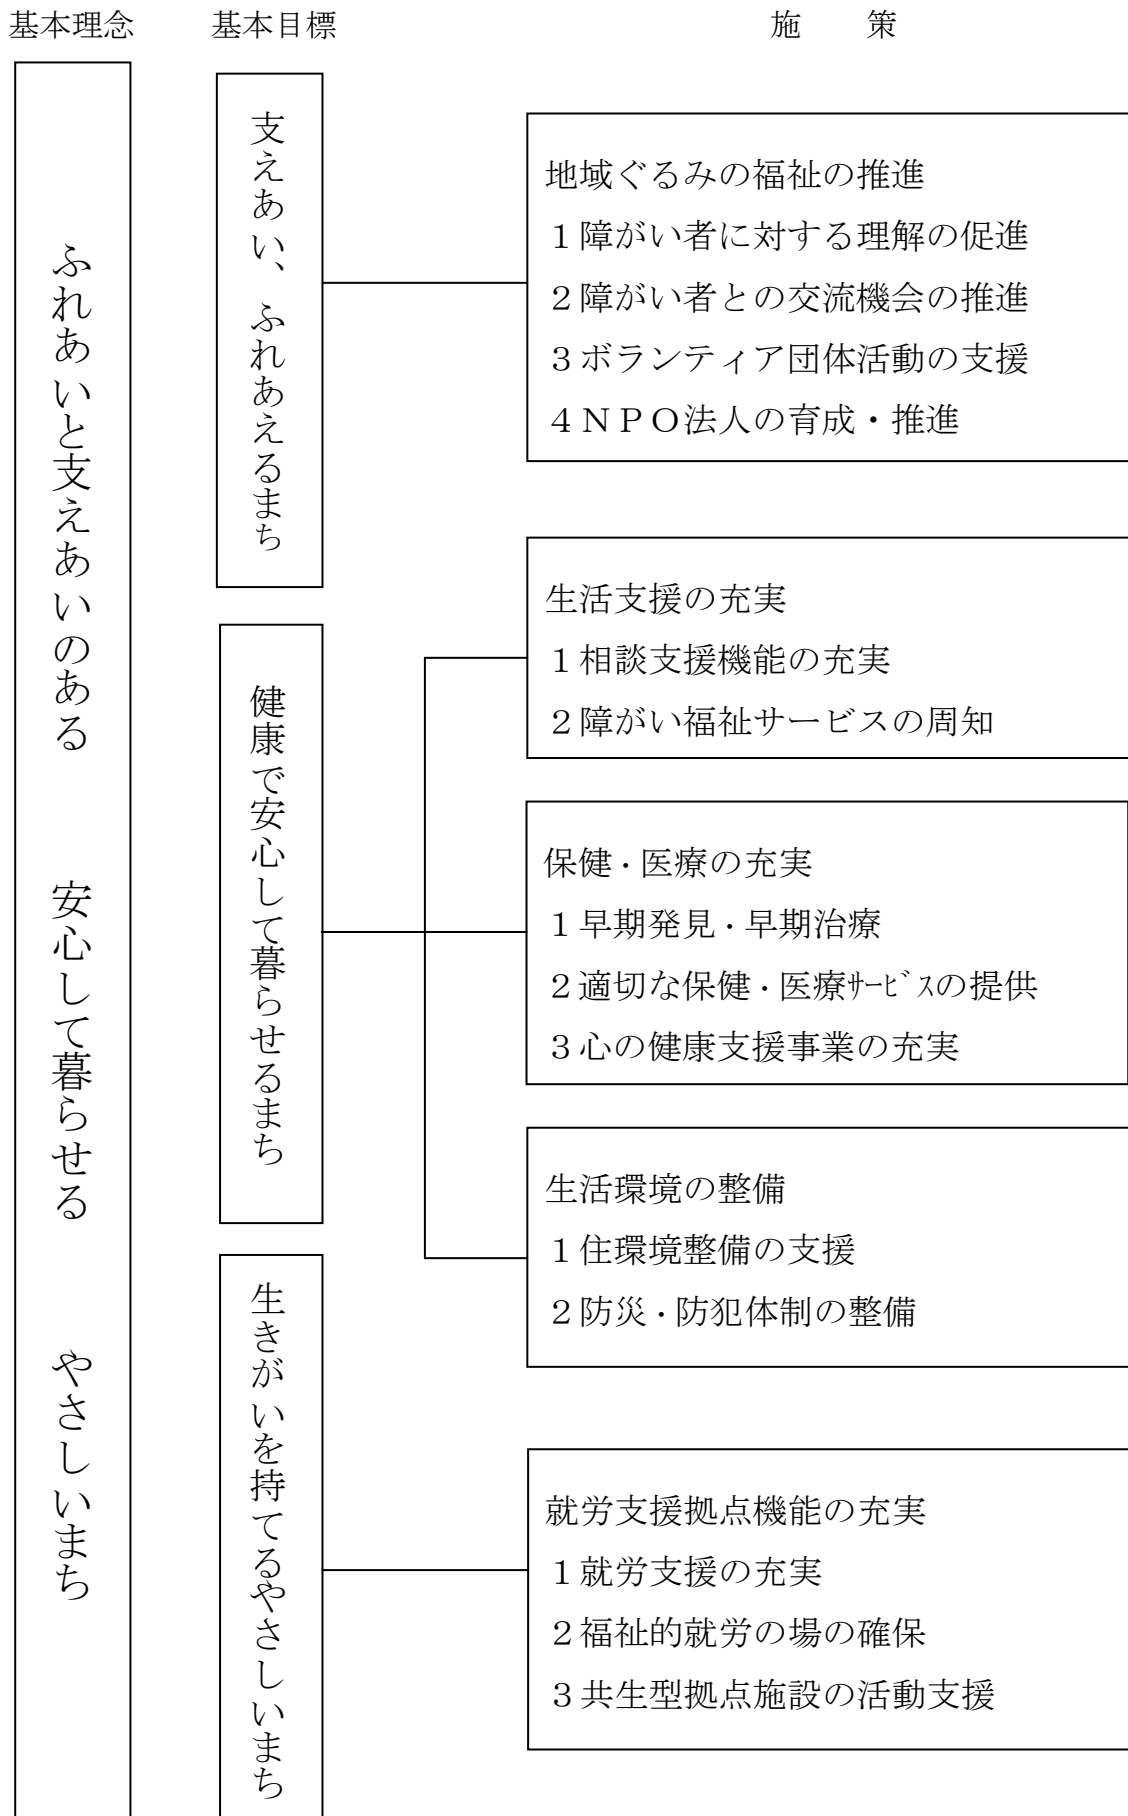 基本理念 基本目標 施 策
ふれあいと支えあいのある 安心して暮らせる やさしいまち
支えあい、ふれあえるまち
地域ぐるみの福祉の推進
１障がい者に対する理解の促進
２障がい者との交流機会の推進
３ボランティア団体活動の支援
４ＮＰＯ法人の育成・推進
健康で安心して暮らせるまち
生活支援の充実
１相談支援機能の充実
２障がい福祉サービスの周知
保健・医療の充実
１早期発見・早期治療
２適切な保健・医療ｻｰﾋﾞｽの提供
３心の健康支援事業の充実
生活環境の整備
１住環境整備の支援
２防災・防犯体制の整備
生きがいを持てるやさしいまち
就労支援拠点機能の充実
１就労支援の充実
２福祉的就労の場の確保
３共生型拠点施設の活動支援